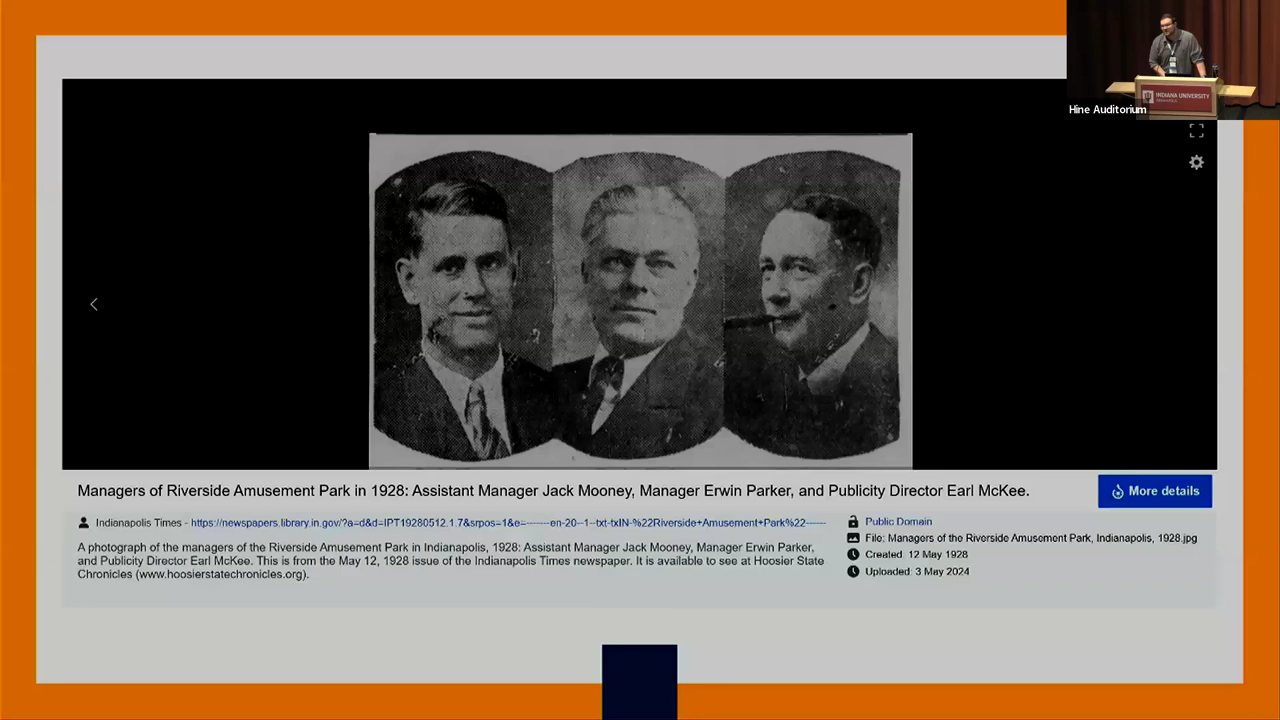 Hine Auditorium
INDIANA UNIVERSITY
Managers of Riverside Amusement Park in 1928: Assistant Manager Jack Mooney, Manager Erwin Parker, and Publicity Director Earl McKee.
More details
Indianapolis Times - https://newspapers.library.in.gov/?a=d&d=IPT19280512.1.7&srpos=1&e=-------en-20--1--txt-txIN-%22Riverside+Amusement+Park%22------
A photograph of the managers of the Riverside Amusement Park in Indianapolis, 1928: Assistant Manager Jack Mooney, Manager Erwin Parker,
and Publicity Director Earl McKee. This is from the May 12, 1928 issue of the Indianapolis Times newspaper. It is available to see at Hoosier State
Chronicles (www.hoosierstatechronicles.org).
Public Domain
File: Managers of the Riverside Amusement Park, Indianapolis, 1928.jpg
Created: 12 May 1928
Uploaded: 3 May 2024